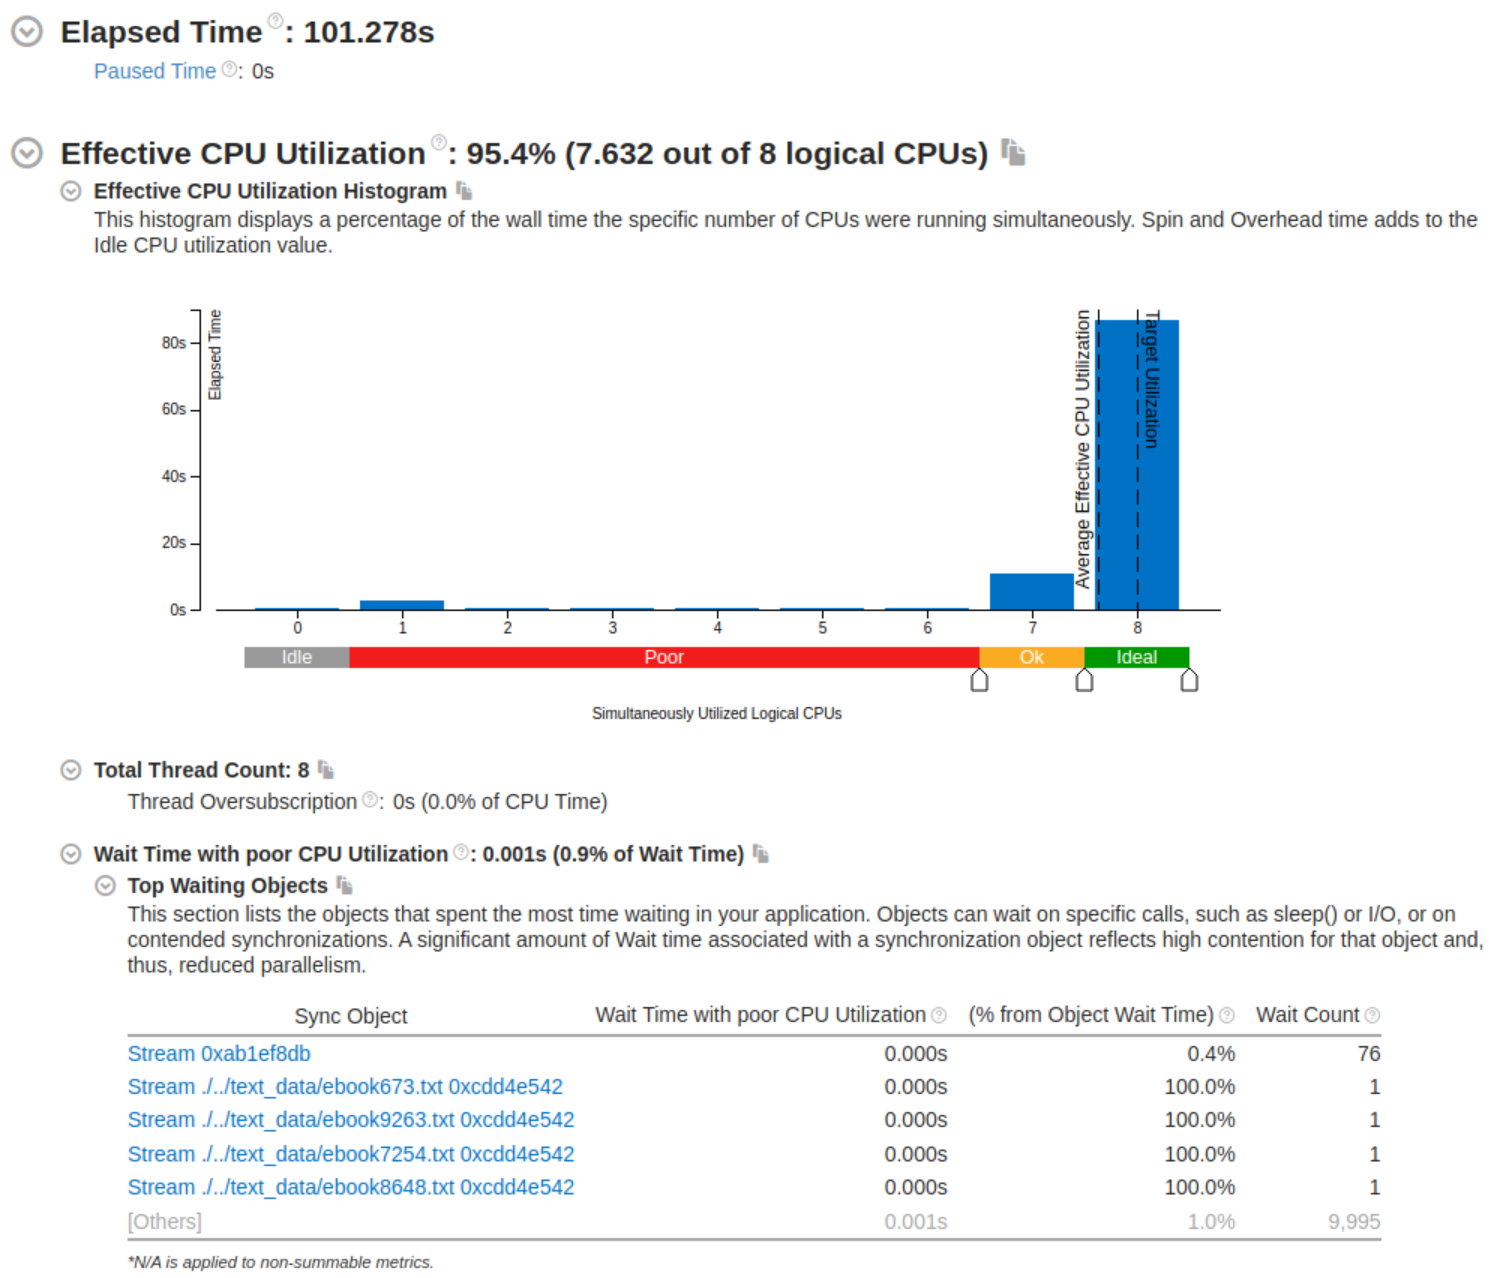 Elapsed Time ?: 101.278s
Paused Time ?: 0s
Effective CPU Utilization ?: 95.4% (7.632 out of 8 logical CPUs)
Effective CPU Utilization Histogram
This histogram displays a percentage of the wall time the specific number of CPUs were running simultaneously. Spin and Overhead time adds to the
Idle CPU utilization value.
Elapsed Time
80s
60s
40s
20s
0s
Average Effective CPU Utilization
Target Utilization
0 1 2 3 4 5 6 7 8
Idle Poor Ok Ideal
Simultaneously Utilized Logical CPUs
Total Thread Count: 8
Thread Oversubscription ?: 0s (0.0% of CPU Time)
Wait Time with poor CPU Utilization ?: 0.001s (0.9% of Wait Time)
Top Waiting Objects
This section lists the objects that spent the most time waiting in your application. Objects can wait on specific calls, such as sleep() or I/O, or on
contended synchronizations. A significant amount of Wait time associated with a synchronization object reflects high contention for that object and,
thus, reduced parallelism.
Sync Object Wait Time with poor CPU Utilization ? (% from Object Wait Time) ? Wait Count ?
Stream 0xab1ef8db 0.000s 0.4% 76
Stream ./../text_data/ebook673.txt 0xcdd4e542 0.000s 100.0% 1
Stream ./../text_data/ebook9263.txt 0xcdd4e542 0.000s 100.0% 1
Stream ./../text_data/ebook7254.txt 0xcdd4e542 0.000s 100.0% 1
Stream ./../text_data/ebook8648.txt 0xcdd4e542 0.000s 100.0% 1
[Others] 0.001s 1.0% 9,995
*N/A is applied to non-summable metrics.